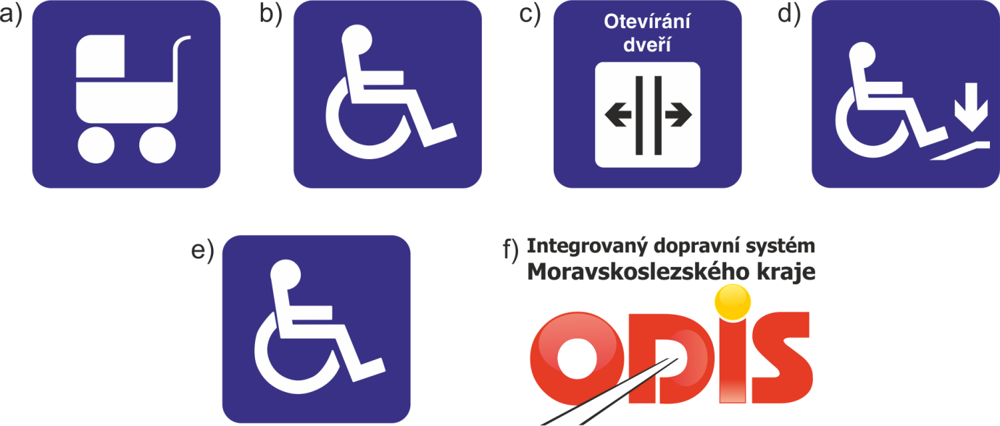 a)
b)
c)
d)
Otevírání
dveří
e)
f)
Integrovaný dopravní systém
Moravskoslezského kraje
ODiS